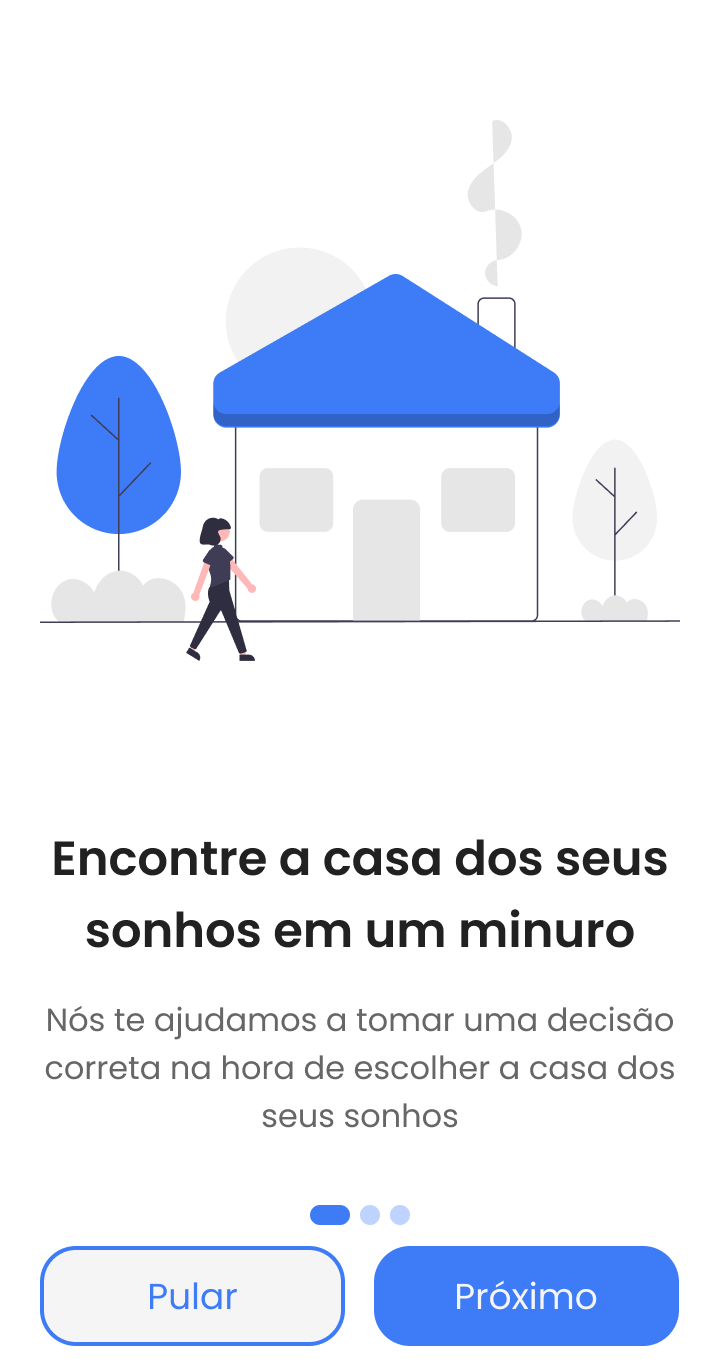 Encontre a casa dos seus
sonhos em um minuro
Nós te ajudamos a tomar uma decisão
correta na hora de escolher a casa dos
seus sonhos
Pular
Próximo